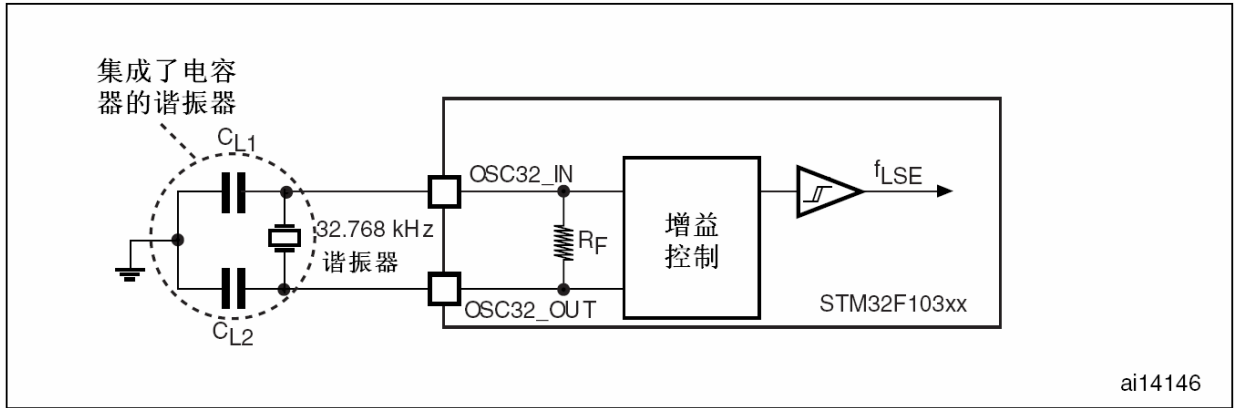 集成了电容
器的谐振器
CL1
OSC32_IN
fLSE
32.768 kHz
谐振器
RF
增益
控制
OSC32_OUT
STM32F103xx
CL2
ai14146